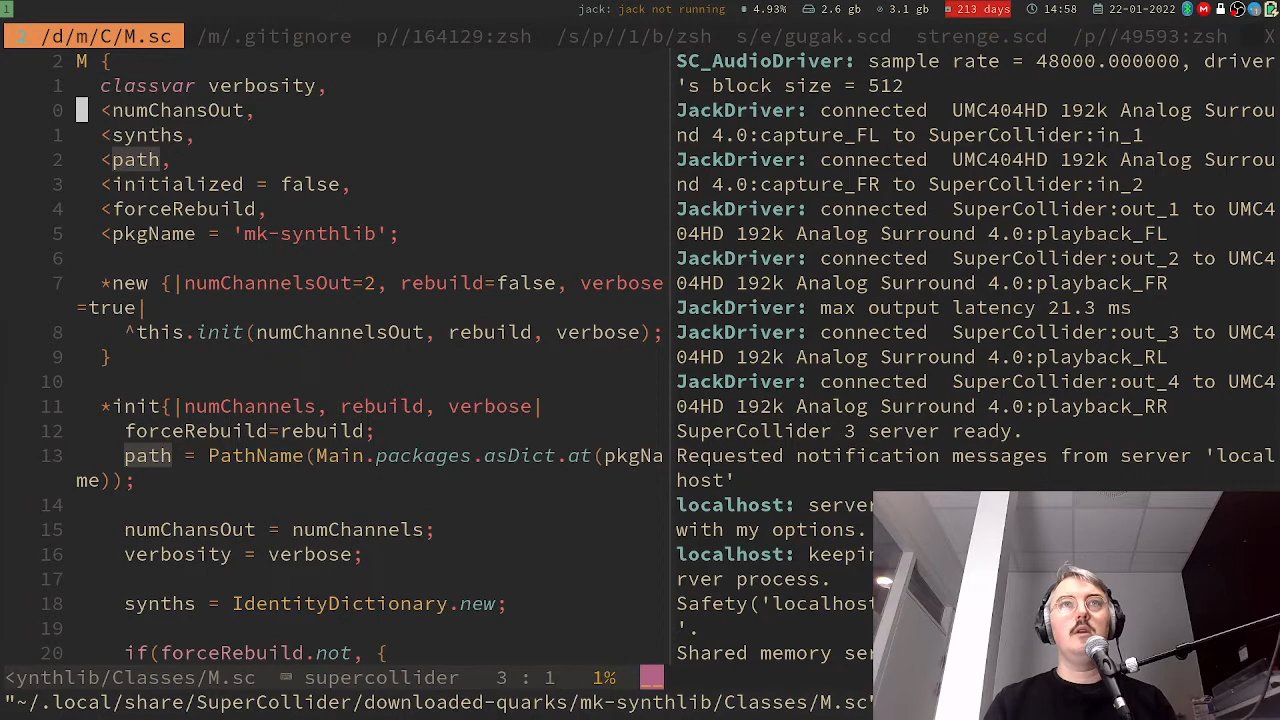 1 jack: jack not running 4.93% 2.6 gb 3.1 gb 213 days 14:58 22-01-2022
2 /d/m/C/M.sc /m/.gitignore p//164129:zsh /s/p//1/b/zsh s/e/gugak.scd strenge.scd /p//49593:zsh X
2 M {
1 classvar verbosity,
0 <numChansOut,
1 <synths,
2 <path,
3 <initialized = false,
4 <forceRebuild,
5 <pkgName = 'mk-synthlib';
6
7 *new {|numChannelsOut=2, rebuild=false, verbose
=true|
8 ^this.init(numChannelsOut, rebuild, verbose);
9 }
10
11 *init{|numChannels, rebuild, verbose|
12 forceRebuild=rebuild;
13 path = PathName(Main.packages.asDict.at(pkgNa
me));
14
15 numChansOut = numChannels;
16 verbosity = verbose;
17
18 synths = IdentityDictionary.new;
19
20 if(forceRebuild.not, {
<ynthlib/Classes/M.sc supercollider 3 : 1 1% __
"~/.local/share/SuperCollider/downloaded-quarks/mk-synthlib/Classes/M.sc"
SC_AudioDriver: sample rate = 48000.000000, driver
's block size = 512
JackDriver: connected UMC404HD 192k Analog Surrou
nd 4.0:capture_FL to SuperCollider:in_1
JackDriver: connected UMC404HD 192k Analog Surrou
nd 4.0:capture_FR to SuperCollider:in_2
JackDriver: connected SuperCollider:out_1 to UMC4
04HD 192k Analog Surround 4.0:playback_FL
JackDriver: connected SuperCollider:out_2 to UMC4
04HD 192k Analog Surround 4.0:playback_FR
JackDriver: max output latency 21.3 ms
JackDriver: connected SuperCollider:out_3 to UMC4
04HD 192k Analog Surround 4.0:playback_RL
JackDriver: connected SuperCollider:out_4 to UMC4
04HD 192k Analog Surround 4.0:playback_RR
SuperCollider 3 server ready.
Requested notification messages from server 'local
host'
localhost: server
with my options.
localhost: keepin
rver process.
Safety('localhost
'.
Shared memory ser